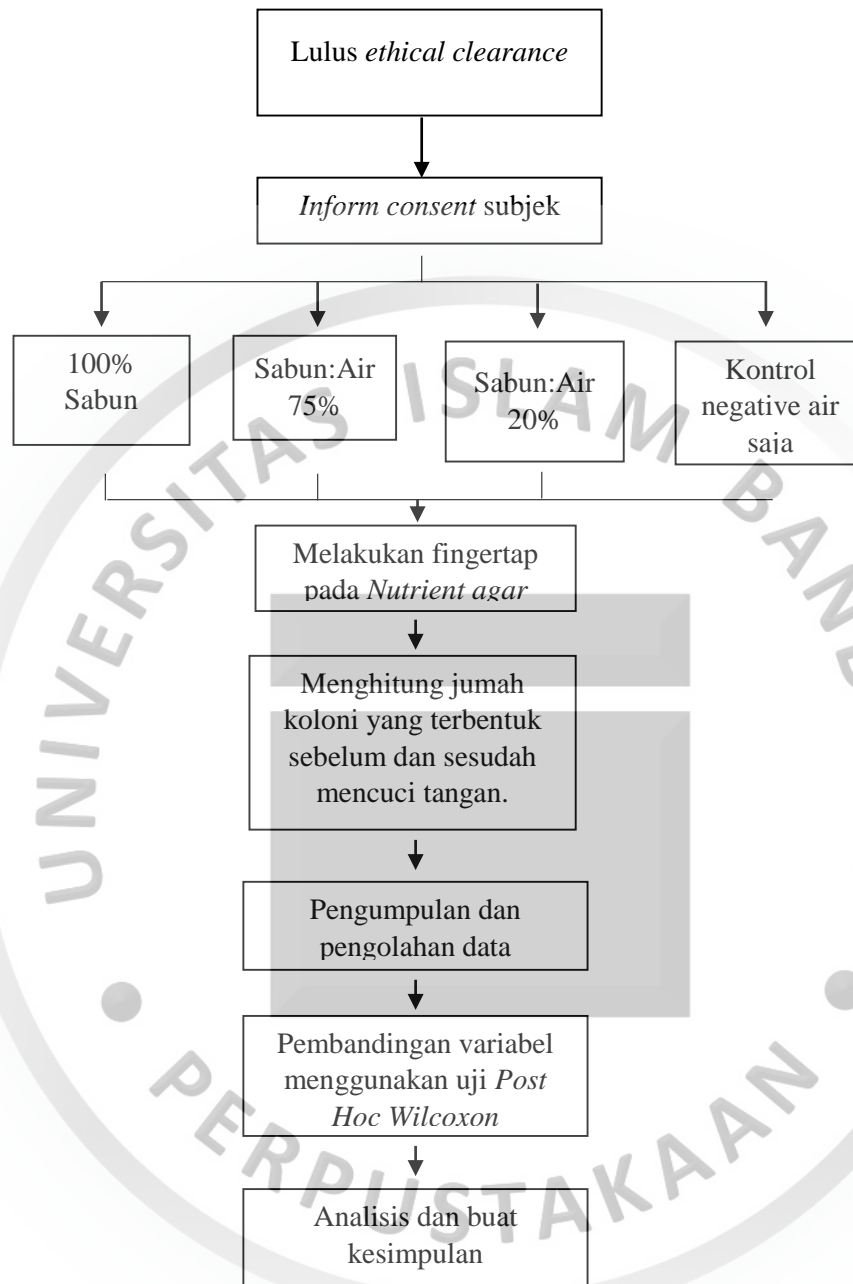 Lulus ethical clearance
Inform consent subjek
100%
Sabun
Sabun:Air
75%
Sabun:Air
20%
Kontrol
negative air
saja
Melakukan fingertap
pada Nutrient agar
Menghitung jumah
koloni yang terbentuk
sebelum dan sesudah
mencuci tangan.
Pengumpulan dan
pengolahan data
Pembandingan variabel
menggunakan uji Post
Hoc Wilcoxon
Analisis dan buat
kesimpulan
UNIVERSITAS ISLAM BAND
PERPUSTAKAAN